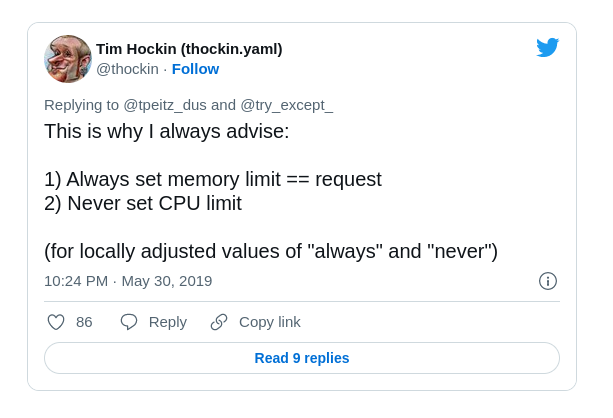 Tim Hockin (thockin.yaml)
@thockin · Follow
Replying to @tpeitz_dus and @try_except_
This is why I always advise:
1) Always set memory limit == request
2) Never set CPU limit
(for locally adjusted values of "always" and "never")
10:24 PM · May 30, 2019
86 Reply Copy link
Read 9 replies